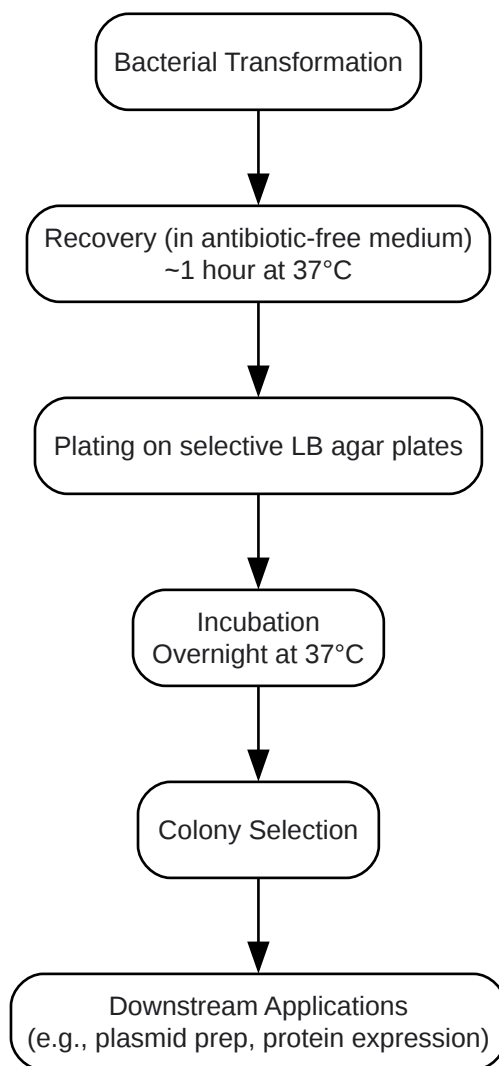 Bacterial Transformation
Recovery (in antibiotic-free medium)
~1 hour at 37°C
Plating on selective LB agar plates
Incubation
Overnight at 37°C
Colony Selection
Downstream Applications
(e.g., plasmid prep, protein expression)